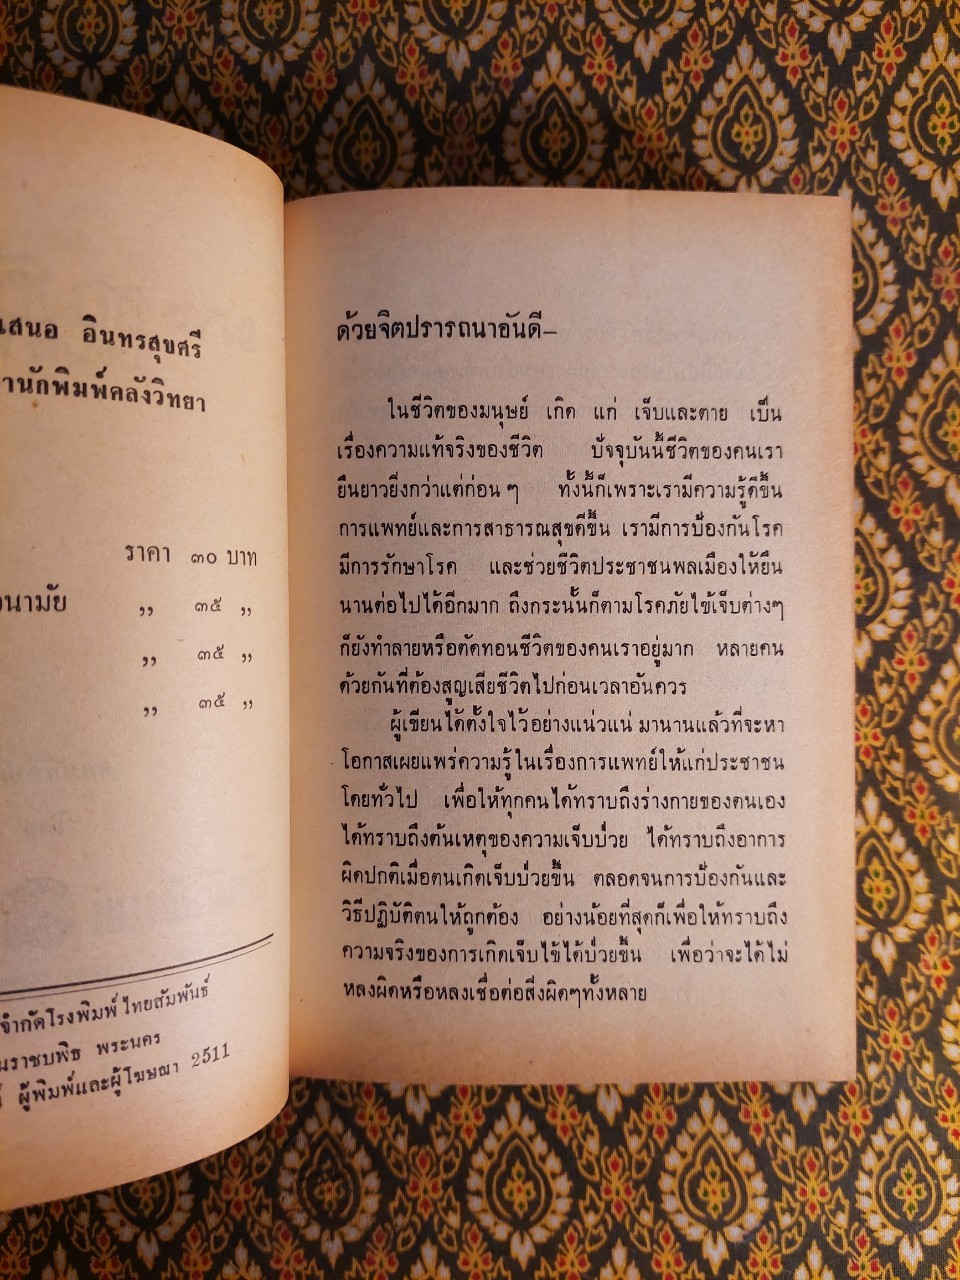 เสนอ อินทรสุขศรี
สำนักพิมพ์คลังวิทยา
ราคา ๓๐ บาท
อนามัย ,, ๓๕ ,,
,, ๓๕ ,,
,, ๓๕ ,,
จำกัดโรงพิมพ์ไทยสัมพันธ์
นราชบพิธ พระนคร
ผู้พิมพ์และผู้โฆษณา 2511
ด้วยจิตปรารถนาอันดี–
ในชีวิตของมนุษย์ เกิด แก่ เจ็บและตาย เป็น
เรื่องความแท้จริงของชีวิต ปัจจุบันนี้ชีวิตของคนเรา
ยืนยาวยิ่งกว่าแต่ก่อน ๆ ทั้งนี้ก็เพราะเรามีความรู้ดีขึ้น
การแพทย์และการสาธารณสุขดีขึ้น เรามีการป้องกันโรค
มีการรักษาโรค และช่วยชีวิตประชาชนพลเมืองให้ยืน
นานต่อไปได้อีกมาก ถึงกระนั้นก็ตามโรคภัยไข้เจ็บต่างๆ
ก็ยังทำลายหรือตัดทอนชีวิตของคนเราอยู่มาก หลายคน
ด้วยกันที่ต้องสูญเสียชีวิตไปก่อนเวลาอันควร
ผู้เขียนได้ตั้งใจไว้อย่างแน่วแน่ มานานแล้วที่จะหา
โอกาสเผยแพร่ความรู้ในเรื่องการแพทย์ให้แก่ประชาชน
โดยทั่วไป เพื่อให้ทุกคนได้ทราบถึงร่างกายของตนเอง
ได้ทราบถึงต้นเหตุของความเจ็บป่วย ได้ทราบถึงอาการ
ผิดปกติเมื่อตนเกิดเจ็บป่วยขึ้น ตลอดจนการป้องกันและ
วิธีปฏิบัติตนให้ถูกต้อง อย่างน้อยที่สุดก็เพื่อให้ทราบถึง
ความจริงของการเกิดเจ็บไข้ได้ป่วยขึ้น เพื่อว่าจะได้ไม่
หลงผิดหรือหลงเชื่อต่อสิ่งผิดๆทั้งหลาย